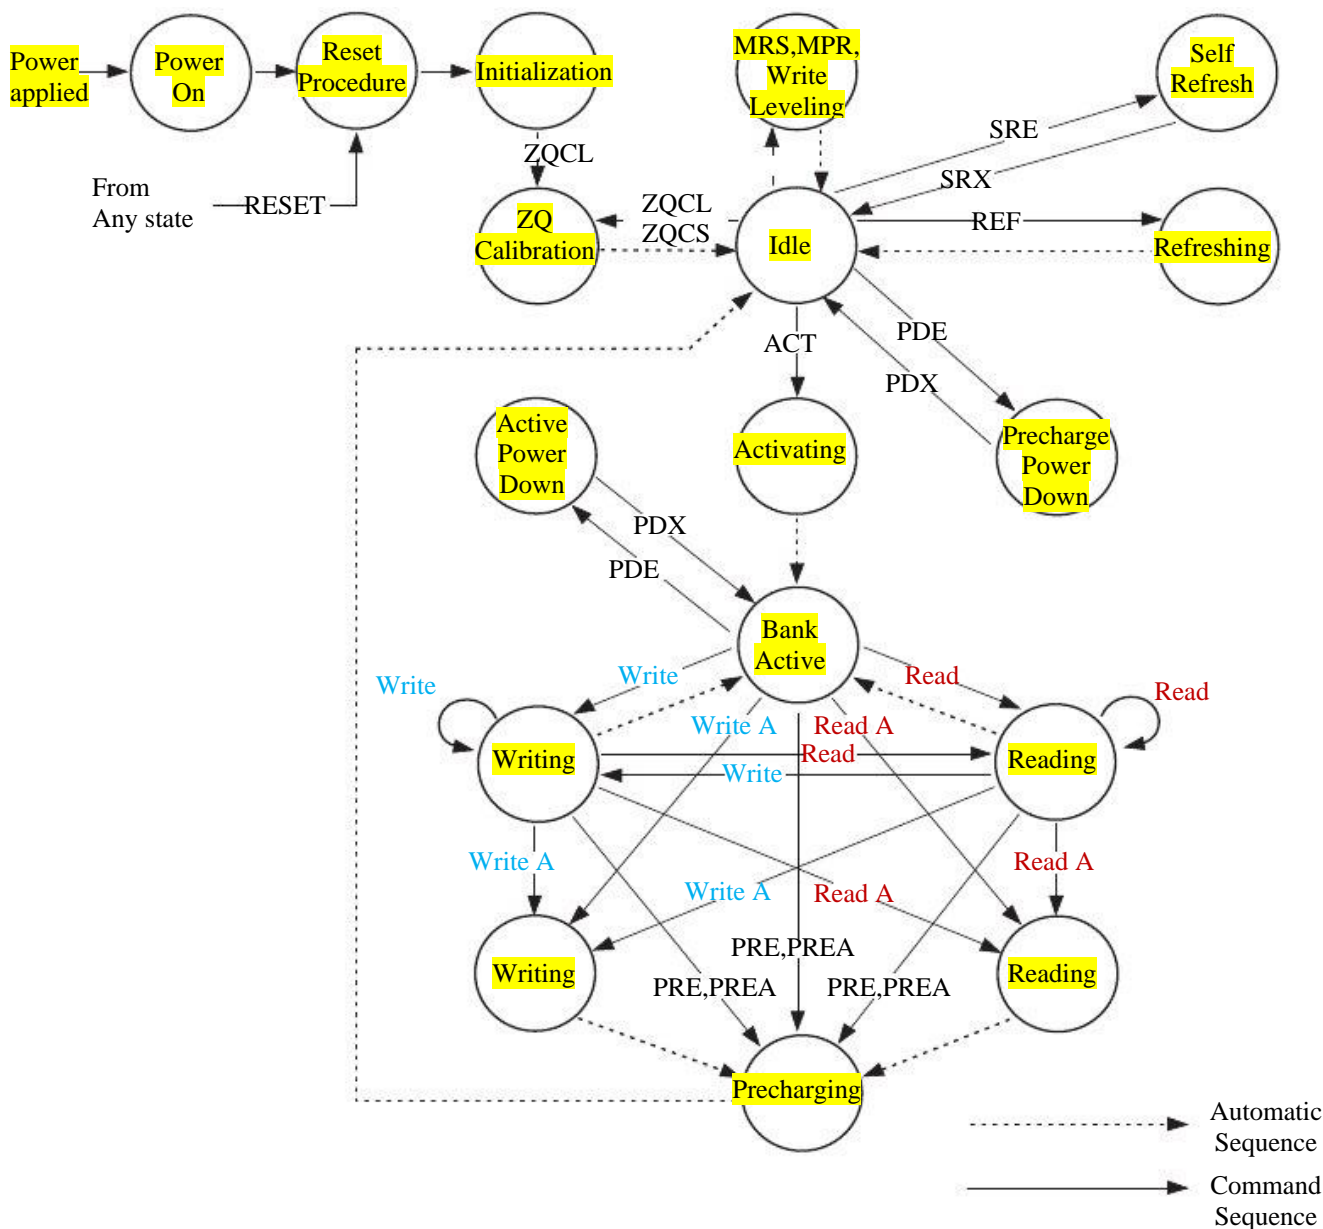 Power
applied
Power
On
Reset
Procedure
Initialization
MRS,MPR,
Write
Leveling
Self
Refresh
From
Any state
RESET
ZQCL
ZQ
Calibration
ZQCL
ZQCS
Idle
SRE
SRX
REF
Refreshing
ACT
PDE
PDX
Active
Power
Down
Activating
Precharge
Power
Down
PDX
PDE
Bank
Active
Write
Write
Read
Read
Write A
Read A
Writing
Read
Write
Reading
Write A
Read A
Write A
Read A
Writing
PRE,PREA
Reading
PRE,PREA
PRE,PREA
Precharging
Automatic
Sequence
Command
Sequence